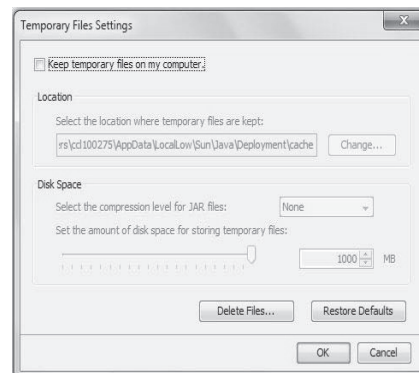 Temporary Files Settings
Keep temporary files on my computer.
Location
Select the location where temporary files are kept:
rs\ccl100275\AppData\LocalLow\Sun\Java\Deployment\cache
Change...
Disk Space
Select the compression level for JAR files:
None
Set the amount of disk space for storing temporary files:
1000 MB
Delete Files...
Restore Defaults
OK
Cancel